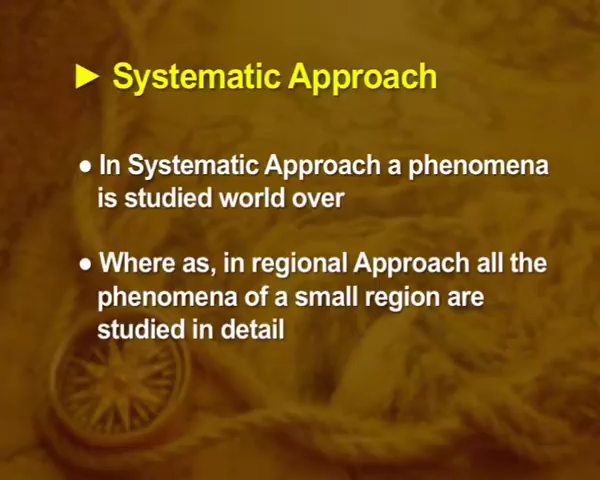 ► Systematic Approach
● In Systematic Approach a phenomena
is studied world over
● Where as, in regional Approach all the
phenomena of a small region are
studied in detail